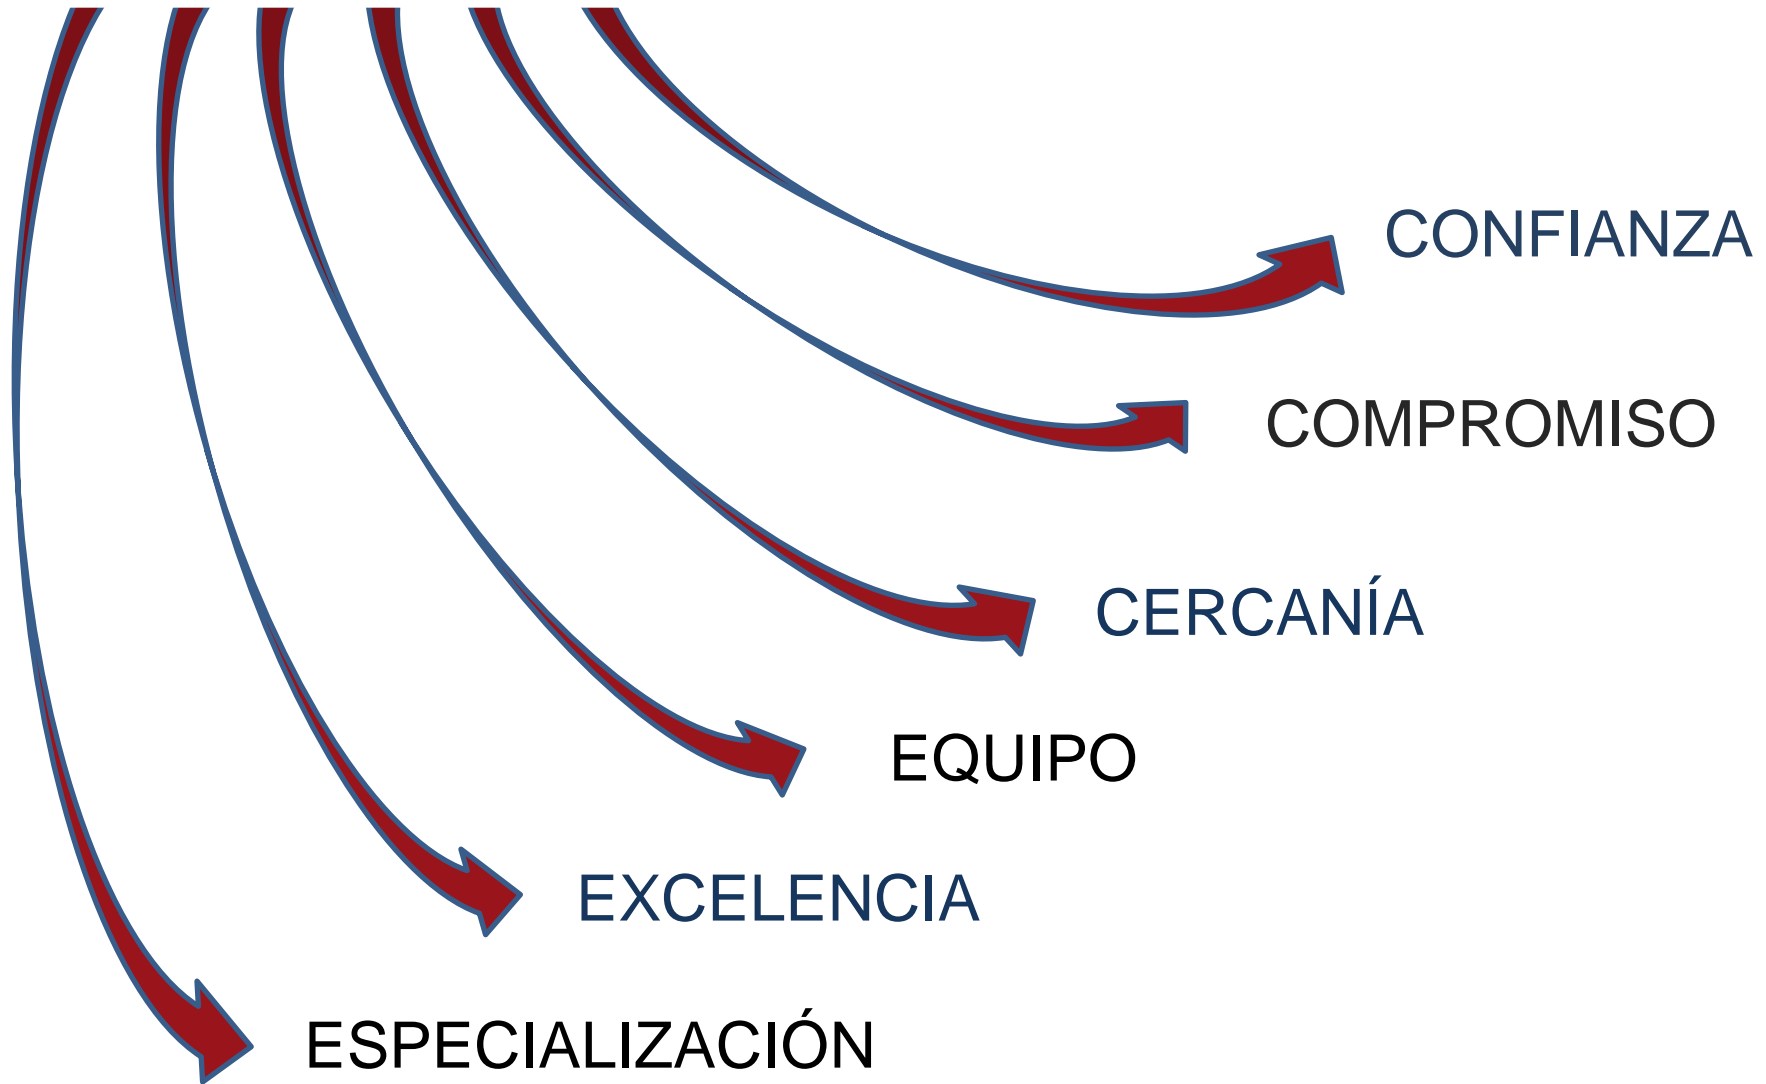 CONFIANZA
COMPROMISO
CERCANÍA
EQUIPO
EXCELENCIA
ESPECIALIZACIÓN